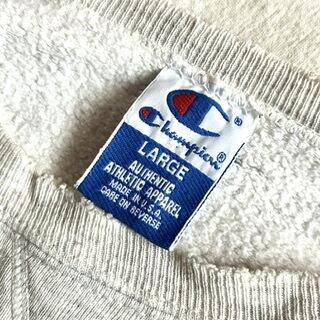 Champion®
LARGE
AUTHENTIC
ATHLETIC APPAREL
MADE IN U.S.A.
CARE ON REVERSE